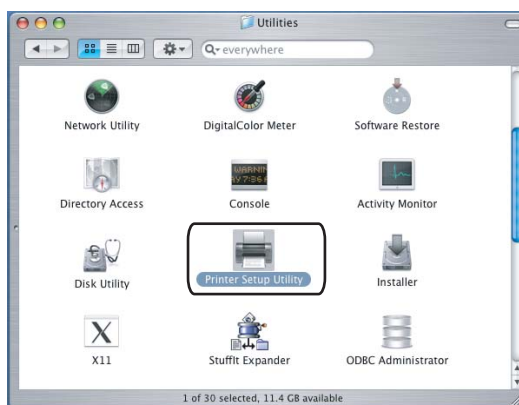 Utilities
everywhere
Network Utility DigitalColor Meter Software Restore
WARNIN
Directory Access Console Activity Monitor
Disk Utility Printer Setup Utility Installer
X11 StuffIt Expander ODBC Administrator
1 of 30 selected, 11.4 GB available